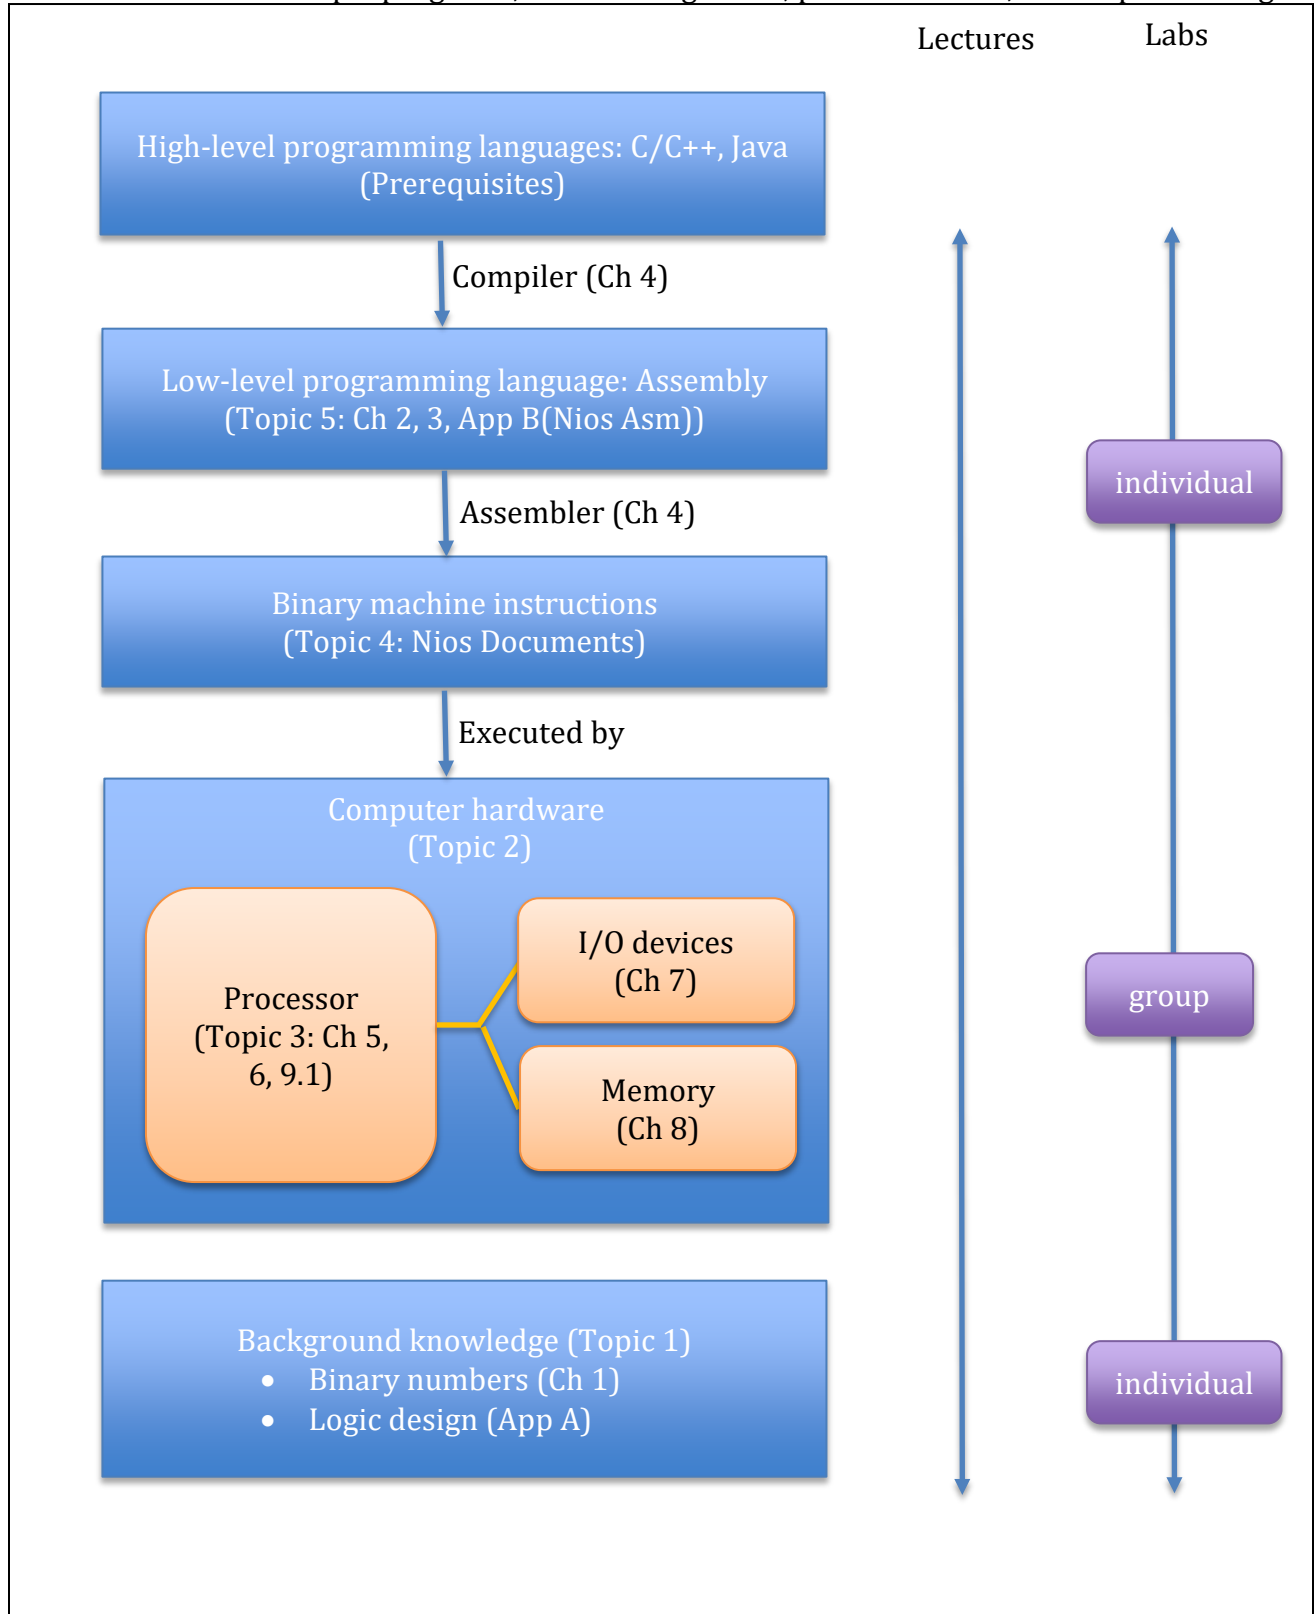 Lectures
Labs
High-level programming languages: C/C++, Java
(Prerequisites)
Compiler (Ch 4)
Low-level programming language: Assembly
(Topic 5: Ch 2, 3, App B(Nios Asm))
individual
Assembler (Ch 4)
Binary machine instructions
(Topic 4: Nios Documents)
Executed by
Computer hardware
(Topic 2)
Processor
(Topic 3: Ch 5,
6, 9.1)
I/O devices
(Ch 7)
Memory
(Ch 8)
group
Background knowledge (Topic 1)
• Binary numbers (Ch 1)
• Logic design (App A)
individual